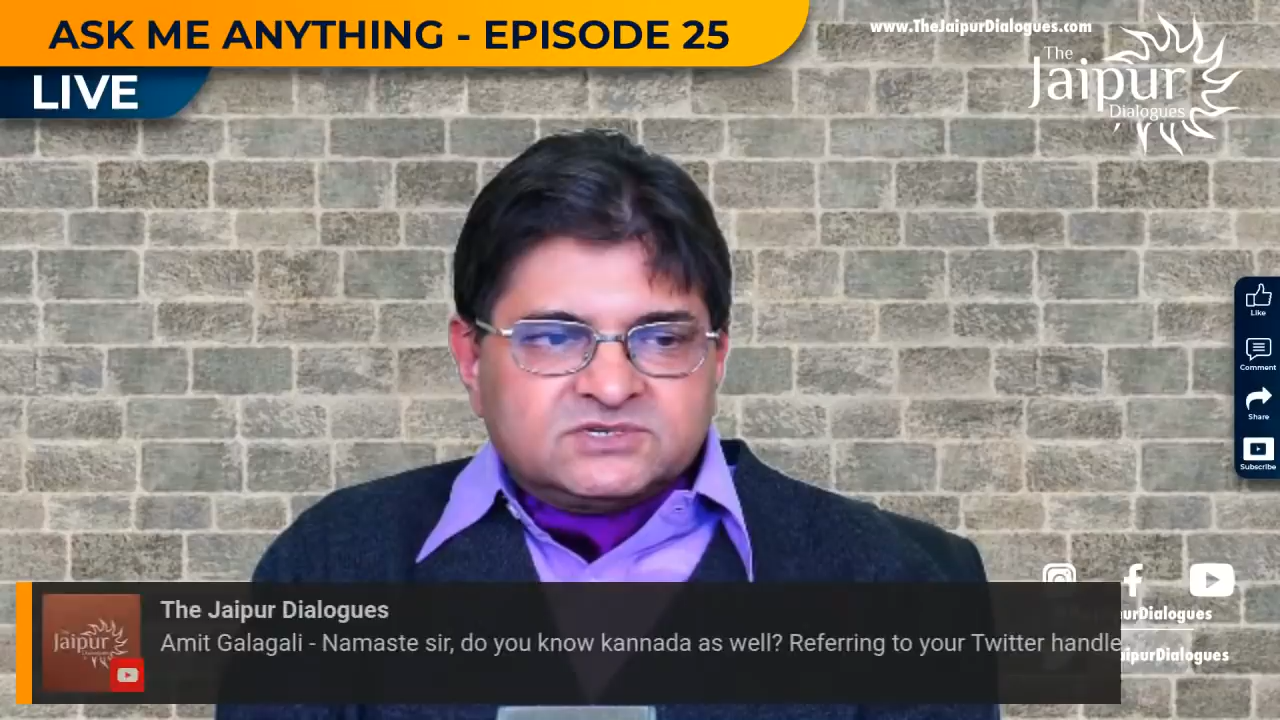 ASK ME ANYTHING - EPISODE 25
LIVE
www.TheJaipurDialogues.com
The
Jaipur
Dialogues
Like
Comment
Share
Subscribe
The Jaipur Dialogues
Amit Galagali - Namaste sir, do you know kannada as well? Referring to your Twitter handle
The
Jaipur